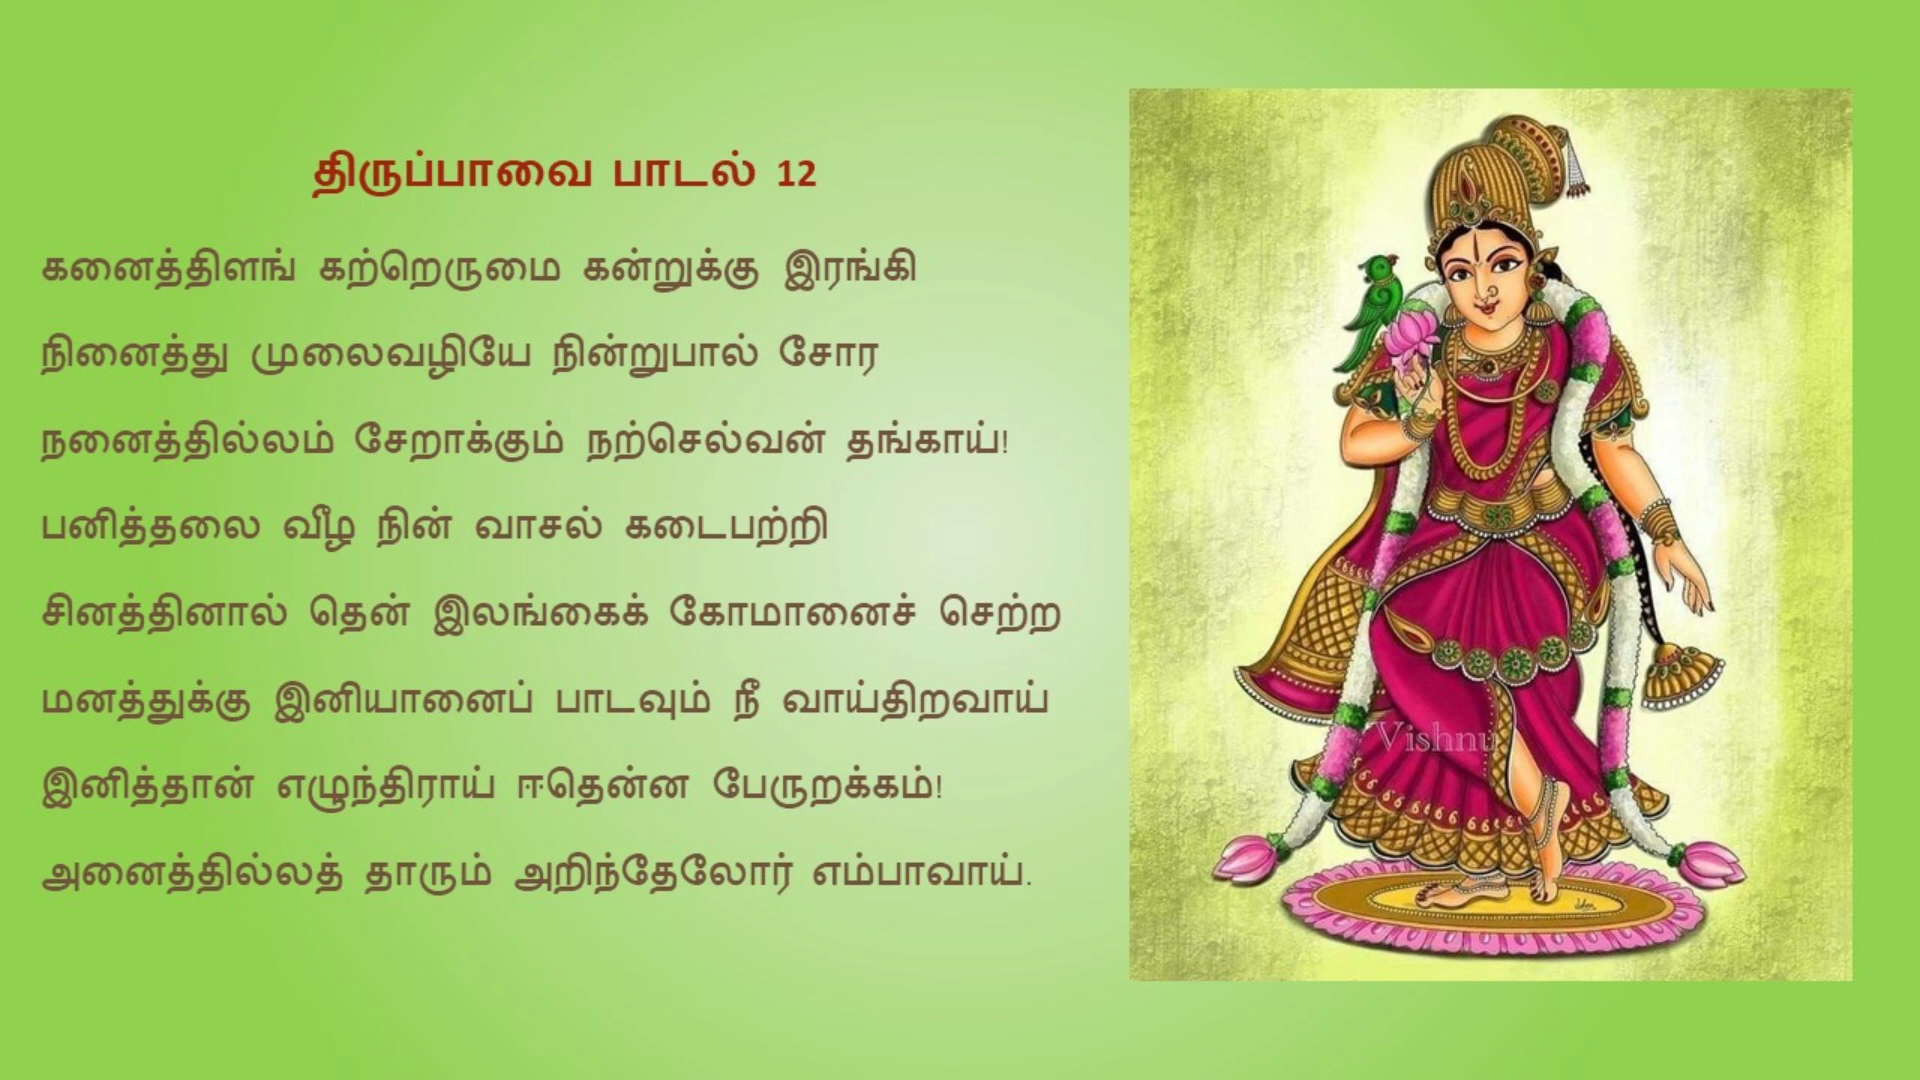 திருப்பாவை பாடல் 12
கனைத்திளங் கற்றெருமை கன்றுக்கு இரங்கி
நினைத்து முலைவழியே நின்றுபால் சோர
நனைத்தில்லம் சேறாக்கும் நற்செல்வன் தங்காய்!
பனித்தலை வீழ நின் வாசல் கடைபற்றி
சினத்தினால் தென் இலங்கைக் கோமானைச் செற்ற
மனத்துக்கு இனியானைப் பாடவும் நீ வாய்திறவாய்
இனித்தான் எழுந்திராய் ஈதென்ன பேருறக்கம்!
அனைத்தில்லத் தாரும் அறிந்தேலோர் எம்பாவாய்.
Vishnu